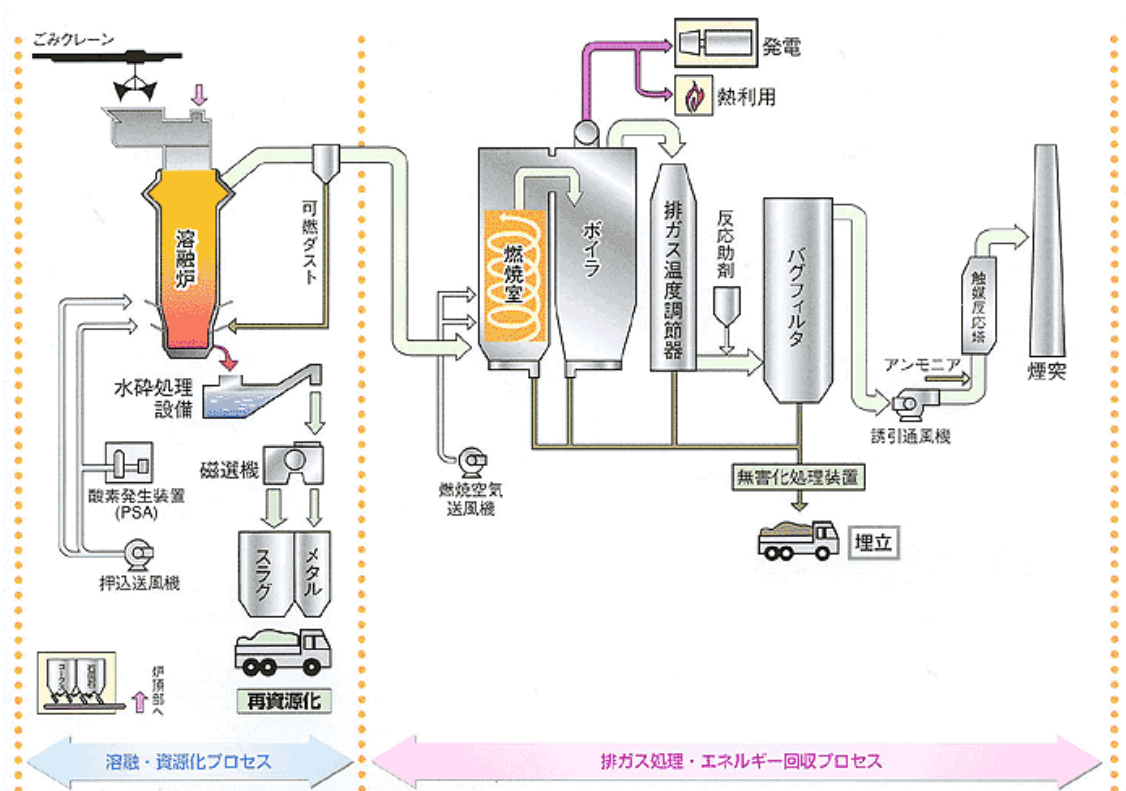 ごみクレーン
発電
熱利用
可燃ダスト
溶融炉
燃焼室
ボイラ
排ガス温度調節器
反応助剤
バグフィルタ
触媒反応塔
アンモニア
煙突
誘引通風機
水砕処理
設備
磁選機
酸素発生装置
(PSA)
押込送風機
燃焼空気
送風機
無害化処理装置
埋立
スラグ
メタル
再資源化
コークス
石灰石
炉頂部へ
溶融・資源化プロセス
排ガス処理・エネルギー回収プロセス